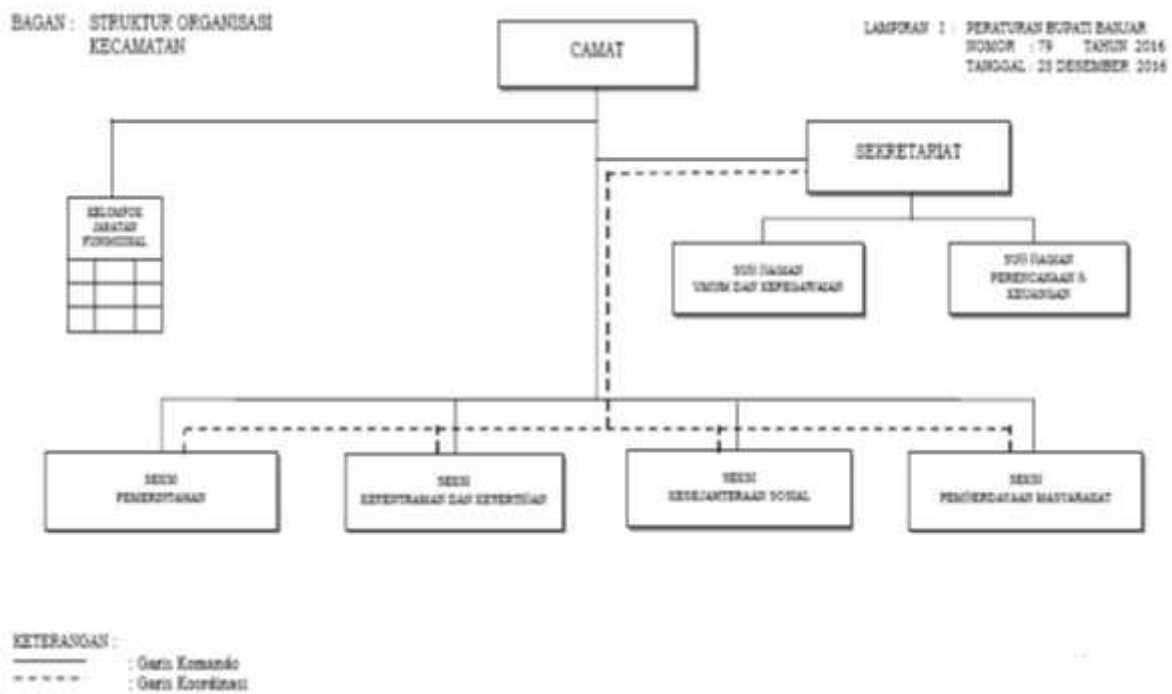 BAGAN : STRUKTUR ORGANISASI
KECAMATAN
LAMPIRAN I : PERATURAN BUPATI BANJAR
NOMOR : 79 TAHUN 2016
TANGGAL : 28 DESEMBER 2016
CAMAT
SEKRETARIAT
KELOMPOK
JABATAN
FUNGSIONAL
SUB BAGIAN
UMUM DAN KEPEGAWAIAN
SUB BAGIAN
PERENCANAAN &
KEUANGAN
SEKSI
PEMERINTAHAN
SEKSI
KETENTRAMAN DAN KETERTIBAN
SEKSI
KESEJAHTERAAN SOSIAL
SEKSI
PEMBERDAYAAN MASYARAKAT
KETERANGAN :
: Garis Komando
: Garis Koordinasi